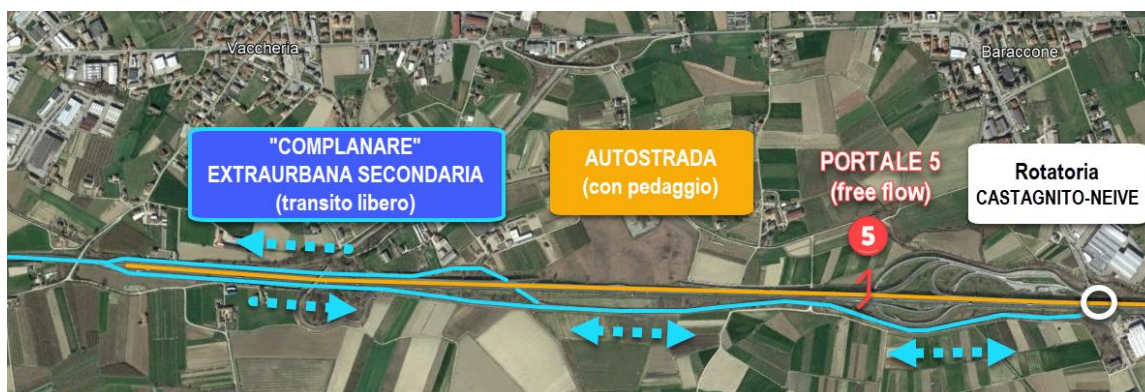 Vaccheria
Baraccone
"COMPLANARE"
EXTRAURBANA SECONDARIA
(transito libero)
AUTOSTRADA
(con pedaggio)
PORTALE 5
(free flow)
5
Rotatoria
CASTAGNITO-NEIVE